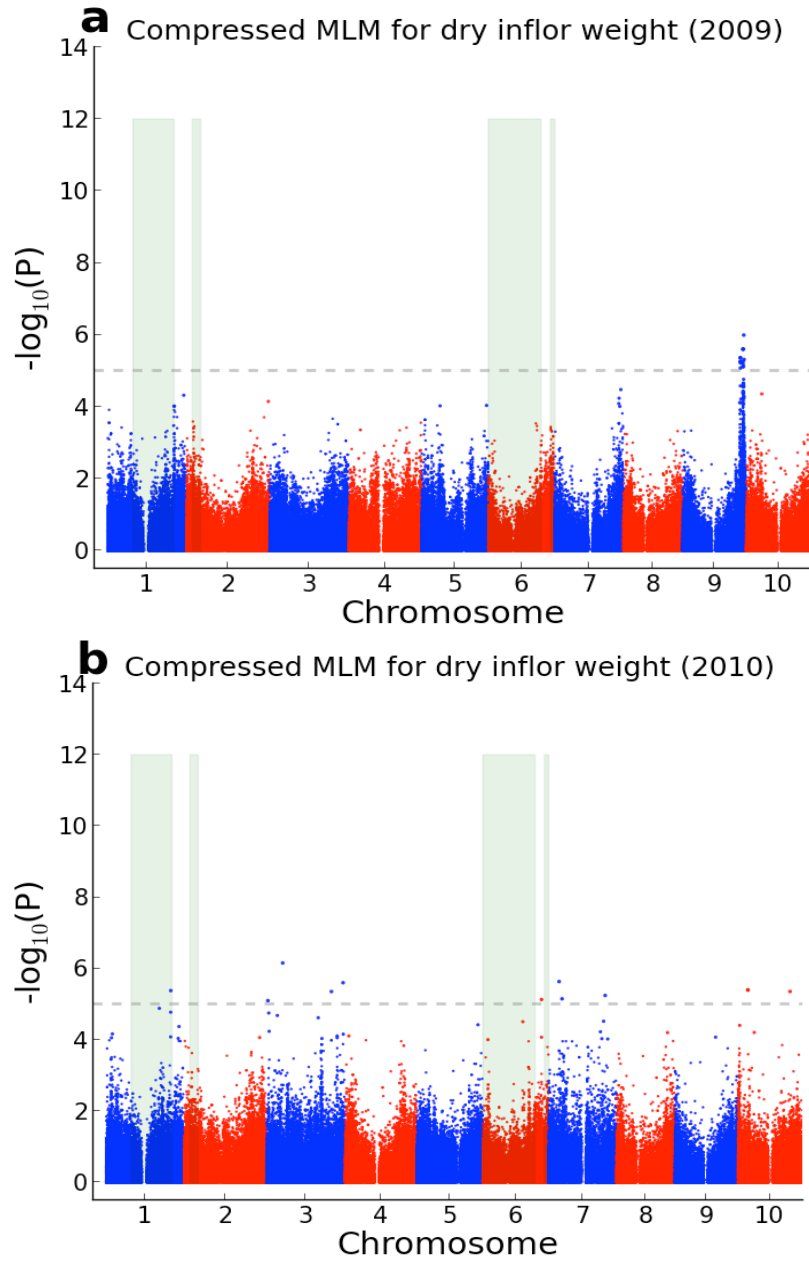 a Compressed MLM for dry inflor weight (2009)
14
12
10
8
6
4
2
0
-log10(P)
1 2 3 4 5 6 7 8 9 10
Chromosome
b Compressed MLM for dry inflor weight (2010)
14
12
10
8
6
4
2
0
-log10(P)
1 2 3 4 5 6 7 8 9 10
Chromosome